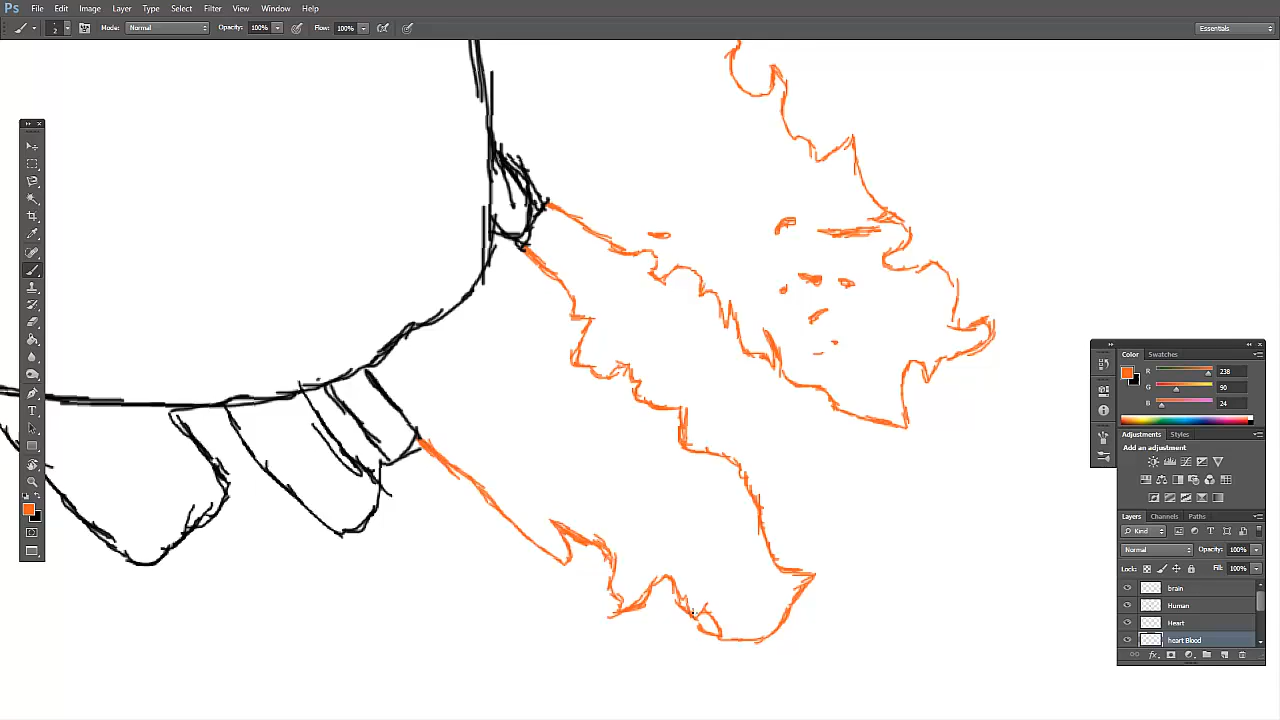 Ps File Edit Image Layer Type Select Filter View Window Help
2 Mode: Normal Opacity: 100% Flow: 100% Essentials
Color Swatches
R 238
G 90
B 24
Adjustments Styles
Add an adjustment
Layers Channels Paths
Kind
Normal Opacity: 100%
Lock: Fill: 100%
brain
Human
Heart
heart Blood
fx